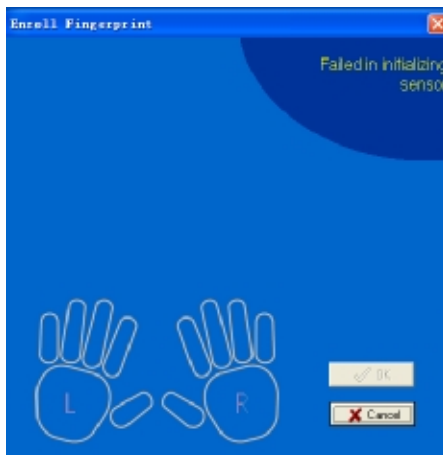 Enroll Fingerprint
Failed in initializing
senso
L
R
OK
Cancel